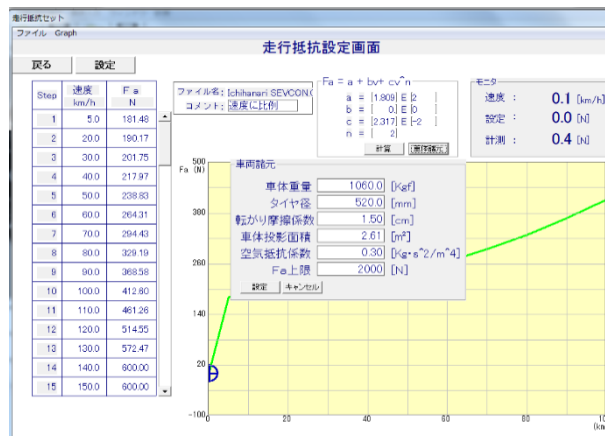 走行抵抗セット
ファイル Graph
走行抵抗設定画面
戻る 設定
Step 速度 km/h Fa N
1 5.0 181.48
2 20.0 190.17
3 30.0 201.75
4 40.0 217.97
5 50.0 238.83
6 60.0 264.31
7 70.0 294.43
8 80.0 329.19
9 90.0 368.58
10 100.0 412.60
11 110.0 461.26
12 120.0 514.55
13 130.0 572.47
14 140.0 600.00
15 150.0 600.00
ファイル名: Ichihanari SEVCON.(
コメント: 速度に比例
Fa = a + bv+ cv^n
a = 1.809 E 2
b = 0. E 0
c = 2.317 E -2
n = 2
計算 車両諸元
モニタ
速度 : 0.1 [km/h]
設定 : 0.0 [N]
計測 : 0.4 [N]
Fa (N)
500
380
260
140
20
-100
0 20 40 60 80 100
(km
車両諸元
車体重量 1060.0 [Kgf]
タイヤ径 520.0 [mm]
転がり摩擦係数 1.50 [cm]
車体投影面積 2.61 [m²]
空気抵抗係数 0.30 [Kg・s^2/m^4]
Fa上限 2000 [N]
設定 キャンセル